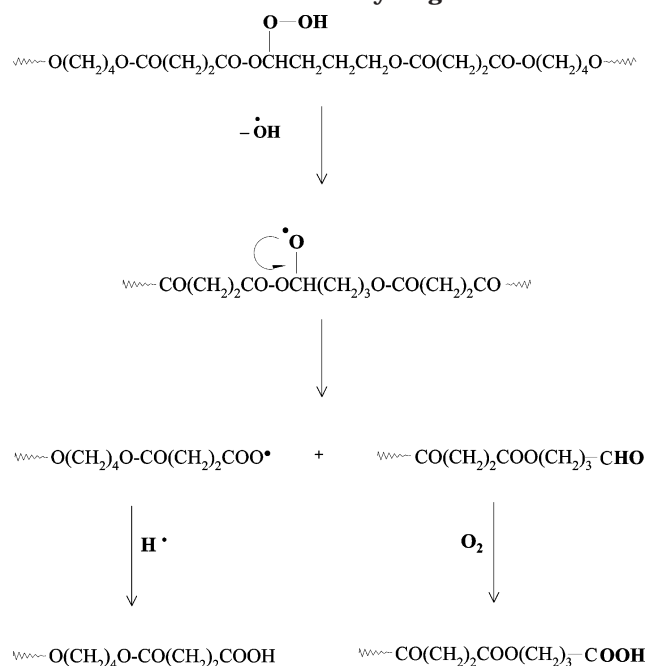 O—OH
O(CH₂)₄O-CO(CH₂)₂CO-OCHCH₂CH₂CH₂O-CO(CH₂)₂CO-O(CH₂)₄O
– •OH
•O
CO(CH₂)₂CO-OCH(CH₂)₃O-CO(CH₂)₂CO
O(CH₂)₄O-CO(CH₂)₂COO• + CO(CH₂)₂COO(CH₂)₃—CHO
H• O₂
O(CH₂)₄O-CO(CH₂)₂COOH CO(CH₂)₂COO(CH₂)₃—COOH